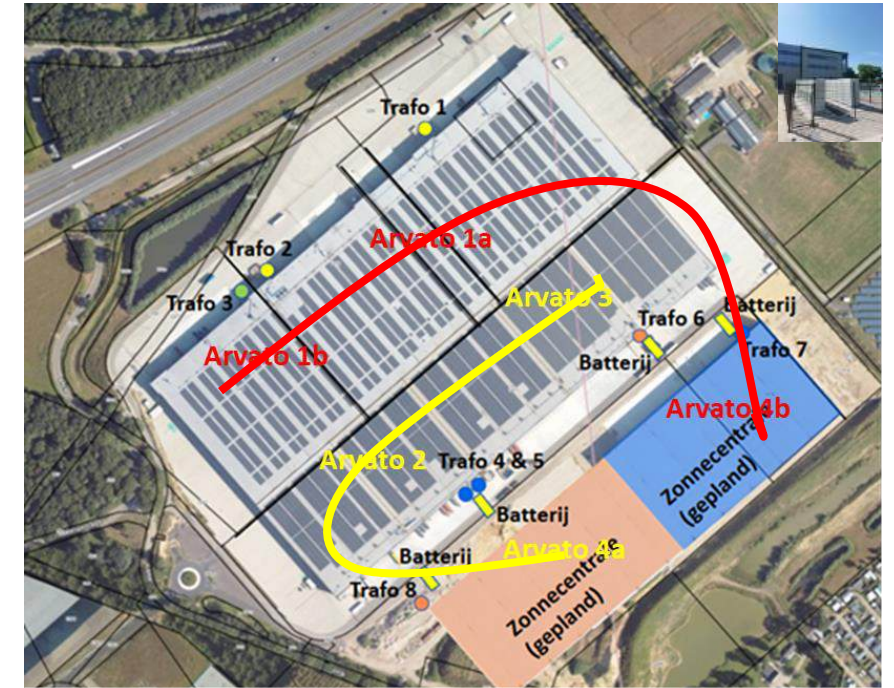 Trafo 1
Arvato 1a
Trafo 2
Trafo 3
Arvato 3
Batterij
Trafo 6
Trafo 7
Batterij
Arvato 1b
Arvato 4b
Arvato 2
Trafo 4 & 5
Zonnecentrale
(gepland)
Batterij
Batterij
Arvato 4a
Trafo 8
Zonnecentrale
(gepland)